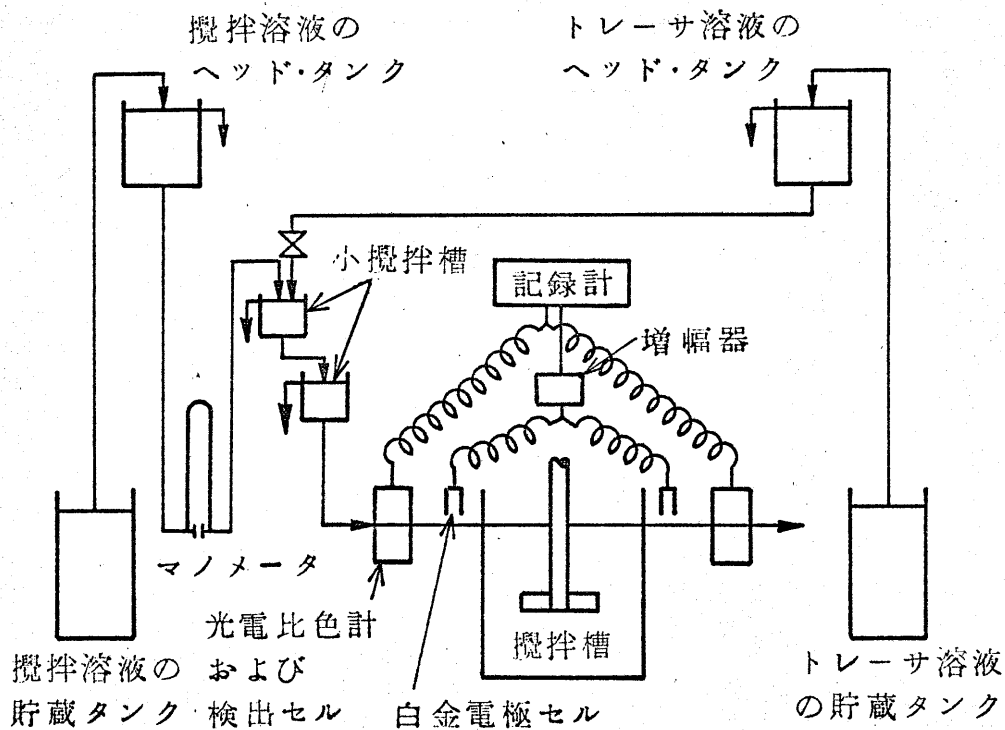 攪拌溶液の
ヘッド・タンク
トレーサ溶液の
ヘッド・タンク
小攪拌槽
記録計
増幅器
マノメータ
光電比色計
および
検出セル
攪拌槽
攪拌溶液の
貯蔵タンク
白金電極セル
トレーサ溶液
の貯蔵タンク